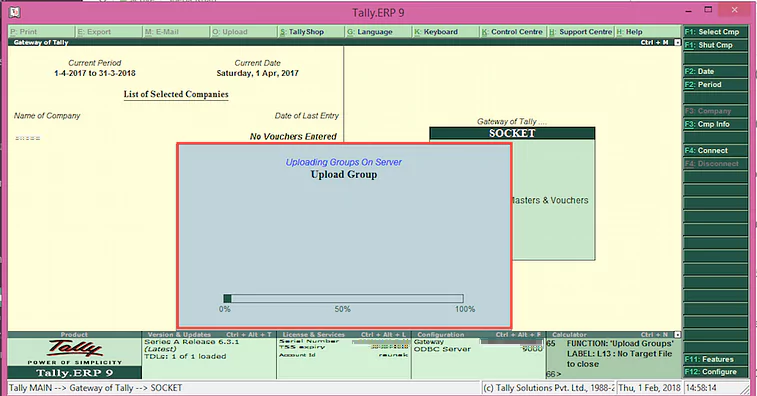 Tally.ERP 9
P: Print E: Export M: E-Mail O: Upload S: TallyShop G: Language K: Keyboard K: Control Centre H: Support Centre H: Help
Gateway of Tally Ctrl + M
Current Period Current Date
1-4-2017 to 31-3-2018 Saturday, 1 Apr, 2017
List of Selected Companies
Name of Company Date of Last Entry
No Vouchers Entered
Gateway of Tally ....
SOCKET
Masters & Vouchers
Uploading Groups On Server
Upload Group
0% 50% 100%
F1: Select Cmp
F1: Shut Cmp
F2: Date
F2: Period
F3: Company
F3: Cmp Info
F4: Connect
F4: Disconnect
F11: Features
F12: Configure
Product
Tally
POWER OF SIMPLICITY
Tally.ERP 9
Version & Updates Ctrl + Alt + T
Series A Release 6.3.1
(Latest)
TDLs: 1 of 1 loaded
License & Services Ctrl + Alt + L
Serial Number
TSS expiry
Account Id reunek
Configuration Ctrl + Alt + F
Gateway
ODBC Server 9000
Calculator Ctrl + N
65 FUNCTION: 'Upload Groups'
LABEL: L13 : No Target File
to close
66>
Tally MAIN --> Gateway of Tally --> SOCKET (c) Tally Solutions Pvt. Ltd., 1988-2 Thu, 1 Feb, 2018 14:58:14